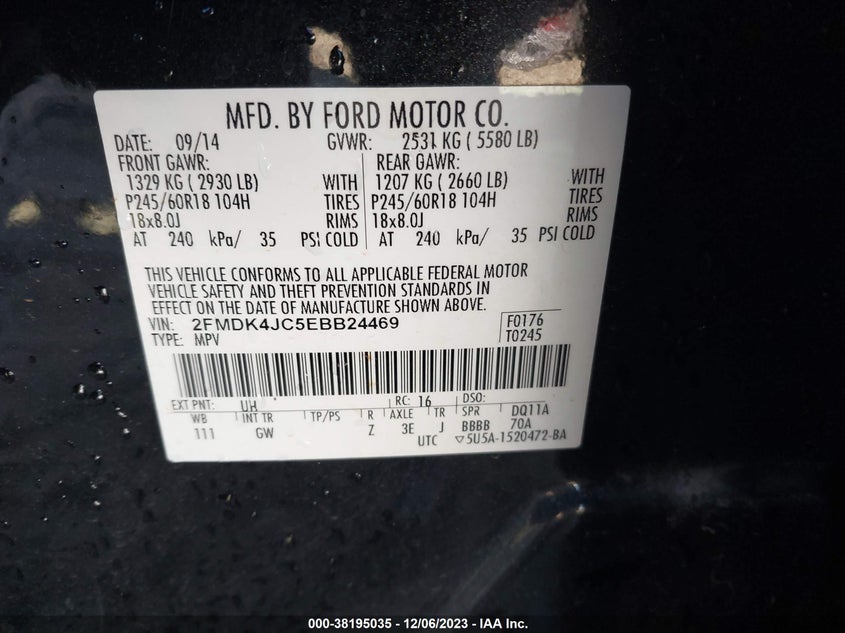 MFD. BY FORD MOTOR CO.
DATE: 09/14 GVWR: 2531 KG ( 5580 LB)
FRONT GAWR: REAR GAWR:
1329 KG ( 2930 LB) WITH 1207 KG ( 2660 LB) WITH
P245/60R18 104H TIRES P245/60R18 104H TIRES
18x8.0J RIMS 18x8.0J RIMS
AT 240 kPa/ 35 PSI COLD AT 240 kPa/ 35 PSI COLD
THIS VEHICLE CONFORMS TO ALL APPLICABLE FEDERAL MOTOR
VEHICLE SAFETY AND THEFT PREVENTION STANDARDS IN
EFFECT ON THE DATE OF MANUFACTURE SHOWN ABOVE.
VIN: 2FMDK4JC5EBB24469 F0176
TYPE: MPV T0245
EXT PNT: UH RC: 16 DSO:
WB INT TR TP/PS R AXLE TR SPR DQ11A
111 GW Z 3E J BBBB 70A
UTC ▽5U5A-1520472-BA
000-38195035 - 12/06/2023 - IAA Inc.